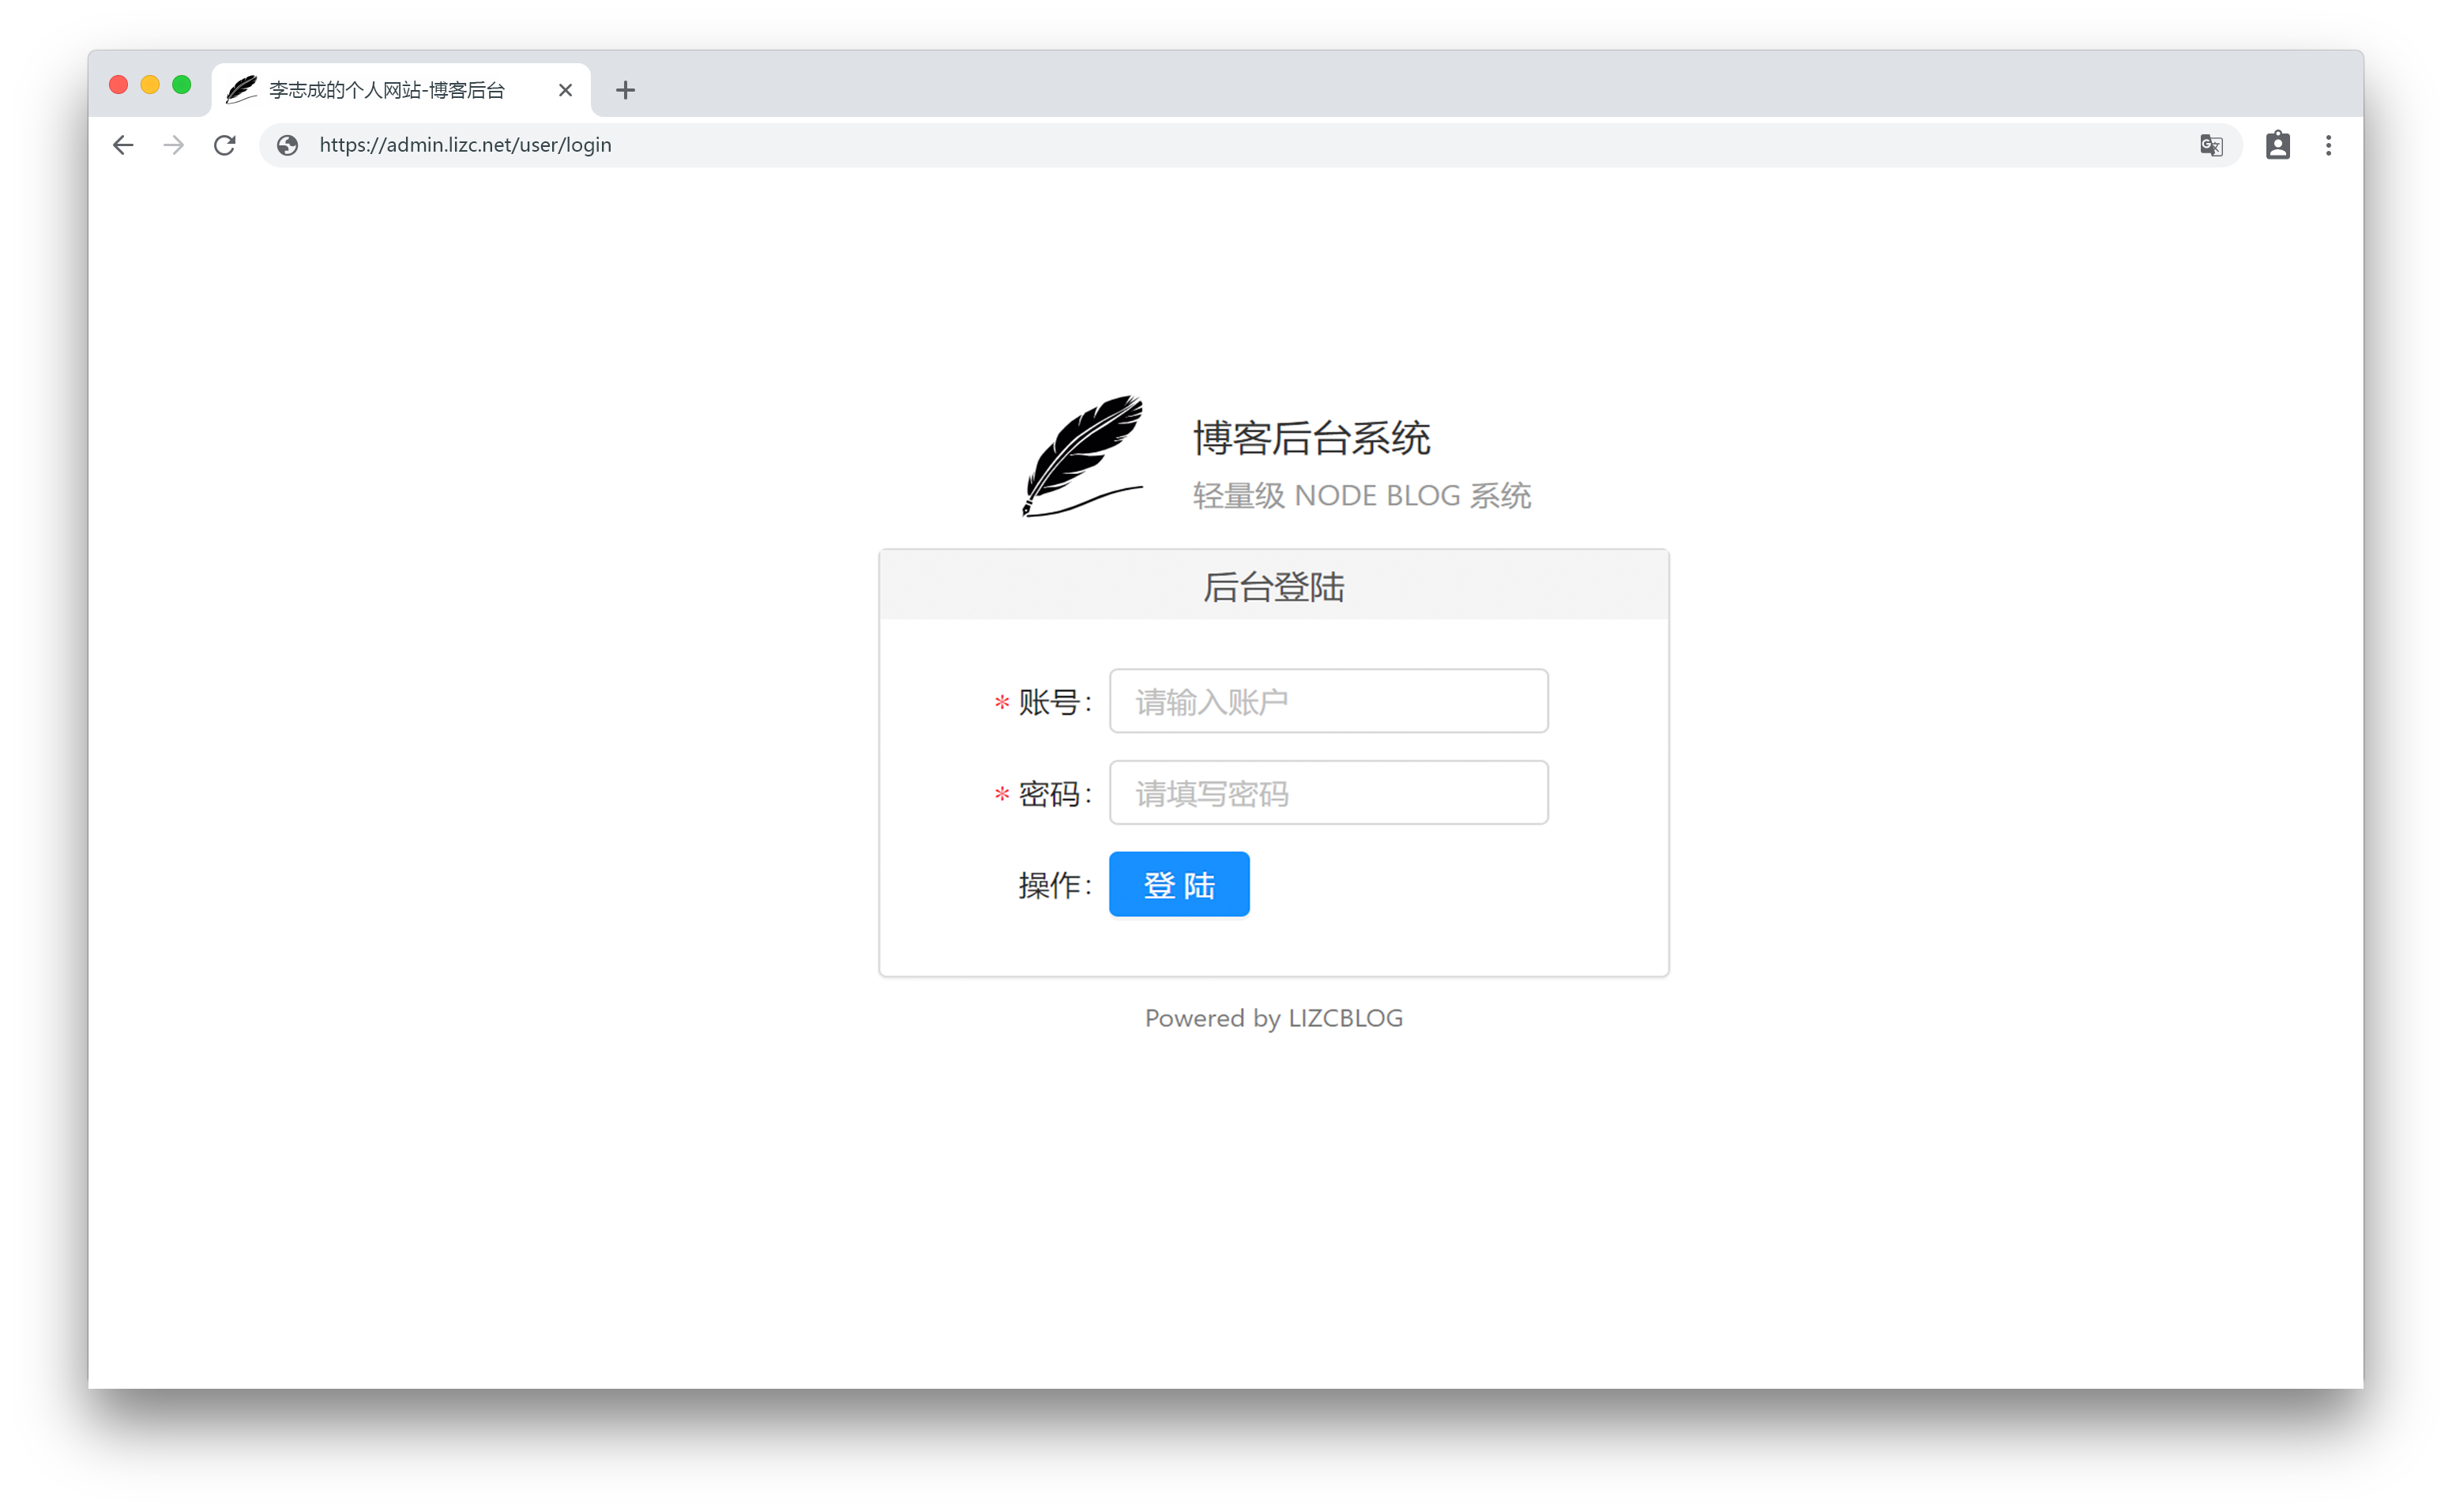 李志成的个人网站-博客后台
https://admin.lizc.net/user/login
博客后台系统
轻量级 NODE BLOG 系统
后台登陆
* 账号: 请输入账户
* 密码: 请填写密码
操作: 登 陆
Powered by LIZCBLOG